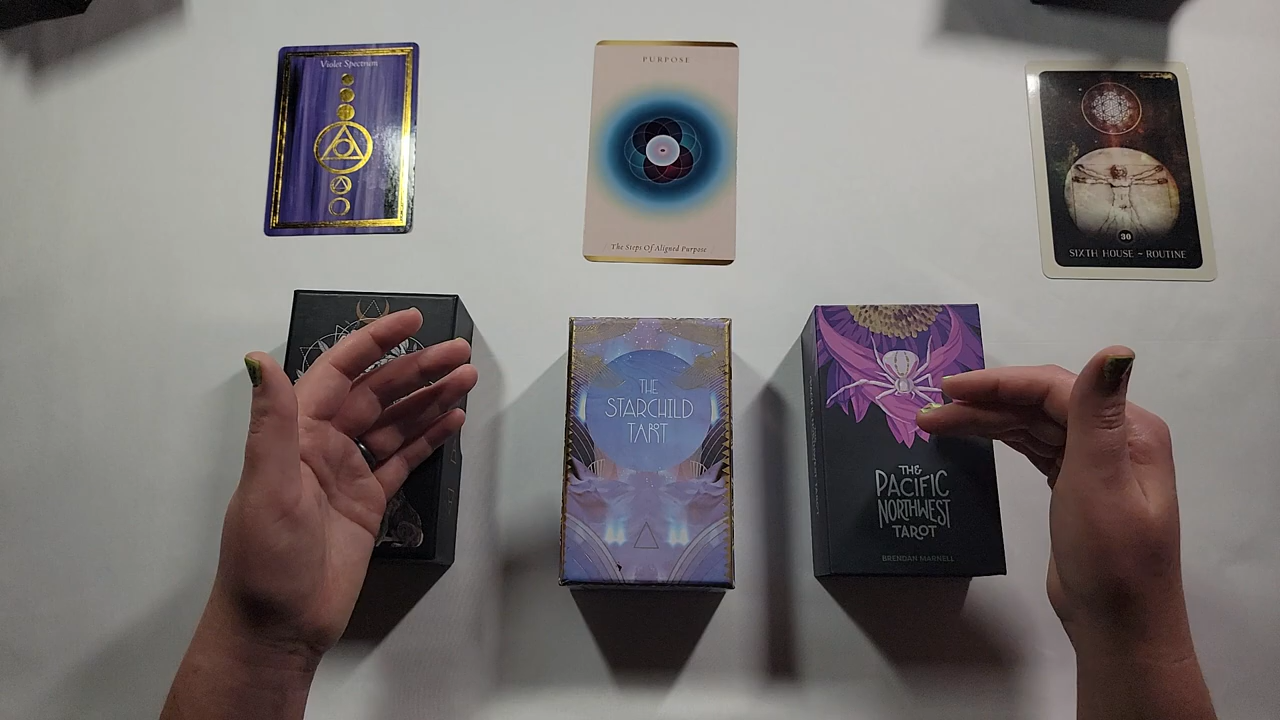 Violet Spectrum
PURPOSE
The Steps Of Aligned Purpose
30
SIXTH HOUSE ~ ROUTINE
THE
STARCHILD
TAROT
THE
PACIFIC
NORTHWEST
TAROT
BRENDAN MARNELL